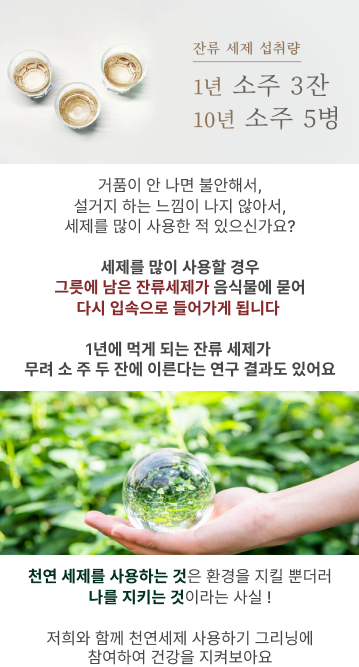 잔류 세제 섭취량
1년 소주 3잔
10년 소주 5병
거품이 안 나면 불안해서,
설거지 하는 느낌이 나지 않아서,
세제를 많이 사용한 적 있으신가요?
세제를 많이 사용할 경우
그릇에 남은 잔류세제가 음식물에 묻어
다시 입속으로 들어가게 됩니다
1년에 먹게 되는 잔류 세제가
무려 소 주 두 잔에 이른다는 연구 결과도 있어요
천연 세제를 사용하는 것은 환경을 지킬 뿐더러
나를 지키는 것이라는 사실 !
저희와 함께 천연세제 사용하기 그리닝에
참여하여 건강을 지켜보아요